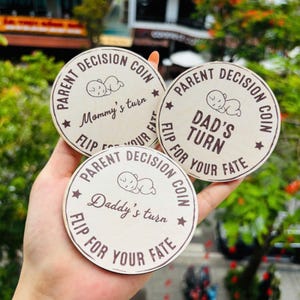 PARENT DECISION COIN
Mommy's turn
FLIP FOR YOUR FATE
PARENT DECISION COIN
DAD'S
TURN
FLIP FOR YOUR FATE
PARENT DECISION COIN
Daddy's turn
FLIP FOR YOUR FATE